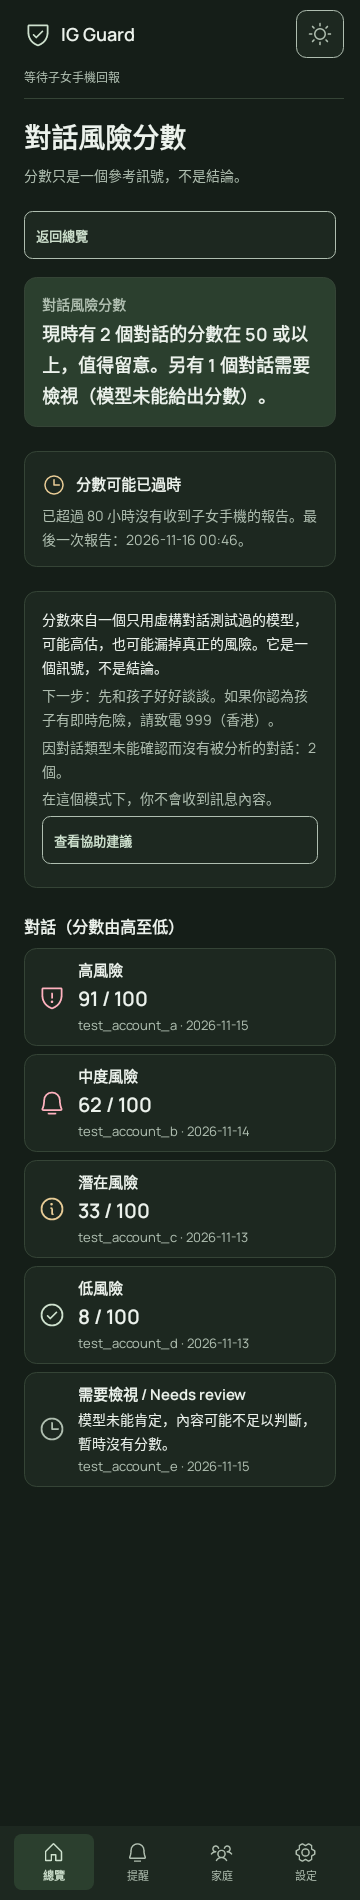 IG Guard
等待子女手機回報
對話風險分數
分數只是一個參考訊號，不是結論。
返回總覽
對話風險分數
現時有 2 個對話的分數在 50 或以
上，值得留意。另有 1 個對話需要
檢視（模型未能給出分數）。
分數可能已過時
已超過 80 小時沒有收到子女手機的報告。最
後一次報告：2026-11-16 00:46。
分數來自一個只用虛構對話測試過的模型，
可能高估，也可能漏掉真正的風險。它是一
個訊號，不是結論。
下一步：先和孩子好好談談。如果你認為孩
子有即時危險，請致電 999（香港）。
因對話類型未能確認而沒有被分析的對話：2
個。
在這個模式下，你不會收到訊息內容。
查看協助建議
對話（分數由高至低）
高風險
91 / 100
test_account_a · 2026-11-15
中度風險
62 / 100
test_account_b · 2026-11-14
潛在風險
33 / 100
test_account_c · 2026-11-13
低風險
8 / 100
test_account_d · 2026-11-13
需要檢視 / Needs review
模型未能肯定，內容可能不足以判斷，
暫時沒有分數。
test_account_e · 2026-11-15
總覽
提醒
家庭
設定